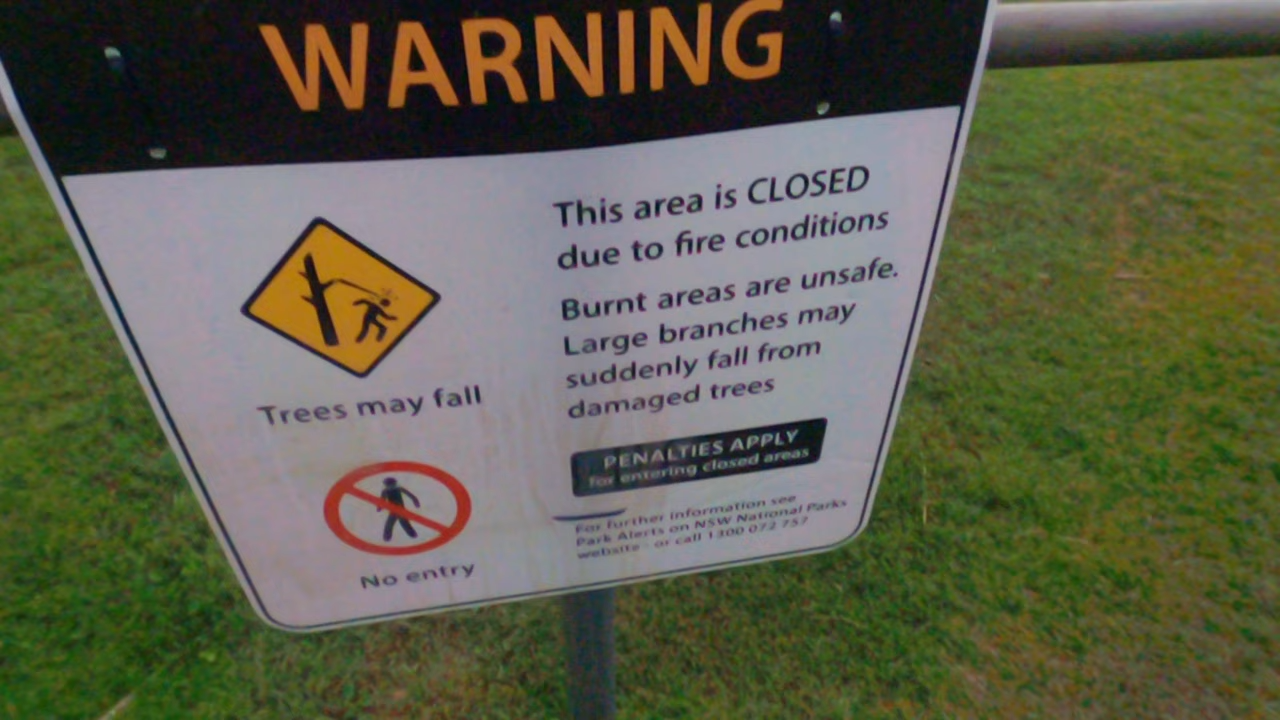 WARNING
This area is CLOSED
due to fire conditions
Burnt areas are unsafe.
Large branches may
suddenly fall from
damaged trees
Trees may fall
PENALTIES APPLY
for entering closed areas
For further information see
Park Alerts on NSW National Parks
website - or call 1300 072 757
No entry